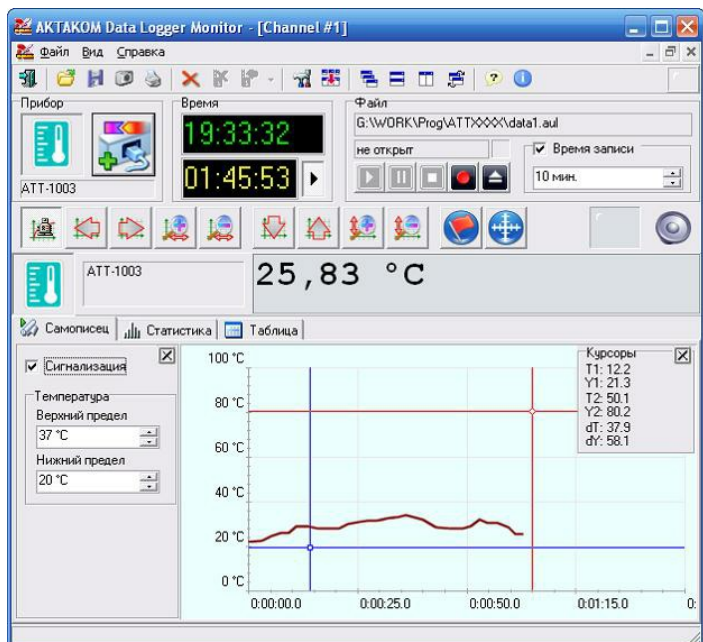 AKTAKOM Data Logger Monitor - [Channel #1]
Файл Вид Справка
Прибор
ATT-1003
Время
19:33:32
01:45:53
Файл
G:\WORK\Prog\ATTXXXX\data1.aul
не открыт
Время записи
10 мин.
ATT-1003
25,83 °C
Самописец
Статистика
Таблица
Сигнализация
Температура
Верхний предел
37 °C
Нижний предел
20 °C
100 °C
80 °C
60 °C
40 °C
20 °C
0 °C
0:00:00.0 0:00:25.0 0:00:50.0 0:01:15.0 0:
Курсоры
T1: 12.2
Y1: 21.3
T2: 50.1
Y2: 80.2
dT: 37.9
dY: 58.1